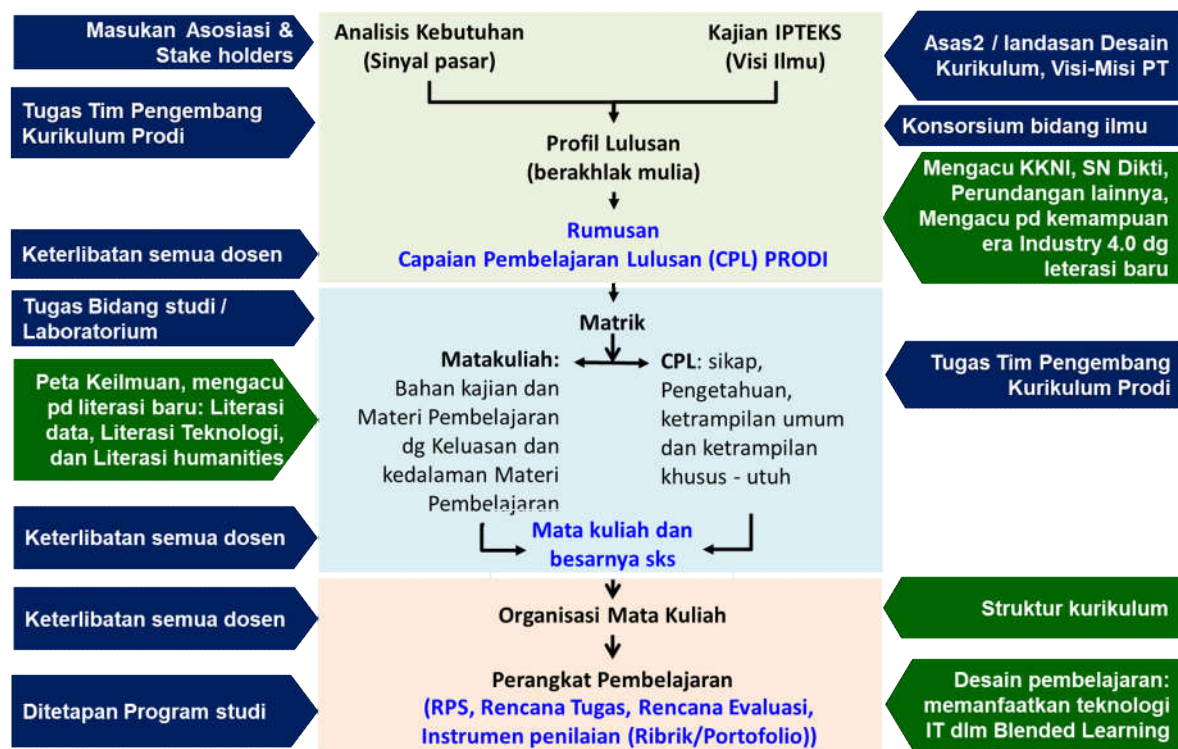 Masukan Asosiasi &
Stake holders
Analisis Kebutuhan
(Sinyal pasar)
Kajian IPTEKS
(Visi Ilmu)
Asas2 / landasan Desain
Kurikulum, Visi-Misi PT
Tugas Tim Pengembang
Kurikulum Prodi
Konsorsium bidang ilmu
Profil Lulusan
(berakhlak mulia)
Mengacu KKNI, SN Dikti,
Perundangan lainnya,
Mengacu pd kemampuan
era Industry 4.0 dg
leterasi baru
Keterlibatan semua dosen
Rumusan
Capaian Pembelajaran Lulusan (CPL) PRODI
Tugas Bidang studi /
Laboratorium
Matrik
Matakuliah:
Bahan kajian dan
Materi Pembelajaran
dg Keluasan dan
kedalaman Materi
Pembelajaran
CPL: sikap,
Pengetahuan,
ketrampilan umum
dan ketrampilan
khusus - utuh
Tugas Tim Pengembang
Kurikulum Prodi
Peta Keilmuan, mengacu
pd literasi baru: Literasi
data, Literasi Teknologi,
dan Literasi humanities
Keterlibatan semua dosen
Mata kuliah dan
besarnya sks
Keterlibatan semua dosen
Organisasi Mata Kuliah
Struktur kurikulum
Ditetapan Program studi
Perangkat Pembelajaran
(RPS, Rencana Tugas, Rencana Evaluasi,
Instrumen penilaian (Ribrik/Portofolio))
Desain pembelajaran:
memanfaatkan teknologi
IT dlm Blended Learning